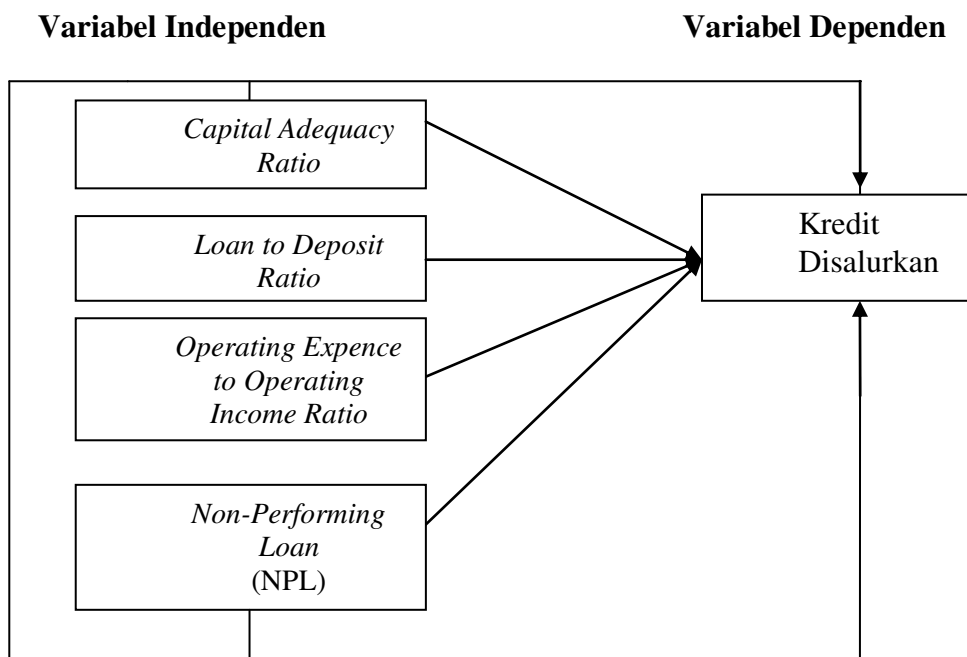 Variabel Independen
Variabel Dependen
Capital Adequacy
Ratio
Loan to Deposit
Ratio
Operating Expence
to Operating
Income Ratio
Non-Performing
Loan
(NPL)
Kredit
Disalurkan